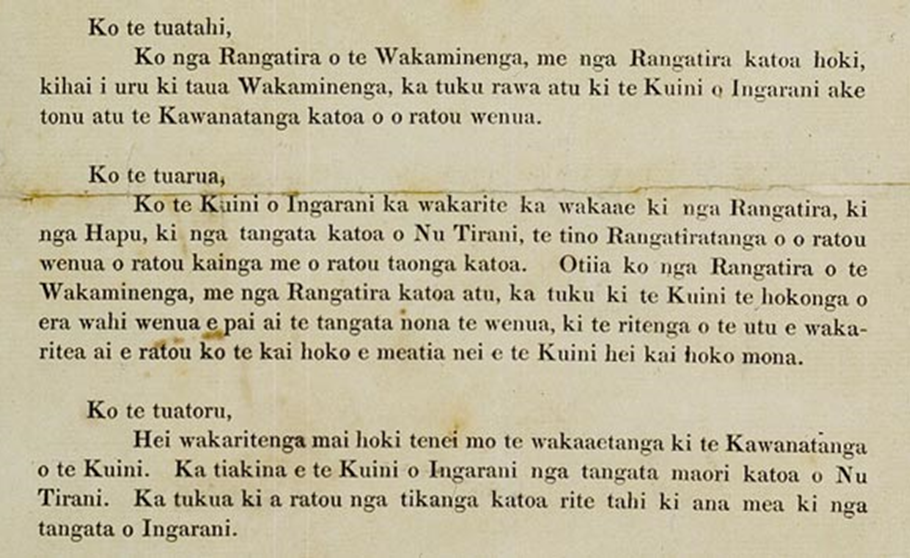 Ko te tuatahi,
Ko nga Rangatira o te Wakaminenga, me nga Rangatira katoa hoki,
kihai i uru ki taua Wakaminenga, ka tuku rawa atu ki te Kuini o Ingarani ake
tonu atu te Kawanatanga katoa o o ratou wenua.
Ko te tuarua,
Ko te Kuini o Ingarani ka wakarite ka wakaae ki nga Rangatira, ki
nga Hapu, ki nga tangata katoa o Nu Tirani, te tino Rangatiratanga o o ratou
wenua o ratou kainga me o ratou taonga katoa. Otiia ko nga Rangatira o te
Wakaminenga, me nga Rangatira katoa atu, ka tuku ki te Kuini te hokonga o
era wahi wenua e pai ai te tangata nona te wenua, ki te ritenga o te utu e waka-
ritea ai e ratou ko te kai hoko e meatia nei e te Kuini hei kai hoko mona.
Ko te tuatoru,
Hei wakaritenga mai hoki tenei mo te wakaaetanga ki te Kawanatanga
o te Kuini. Ka tiakina e te Kuini o Ingarani nga tangata maori katoa o Nu
Tirani. Ka tukua ki a ratou nga tikanga katoa rite tahi ki ana mea ki nga
tangata o Ingarani.